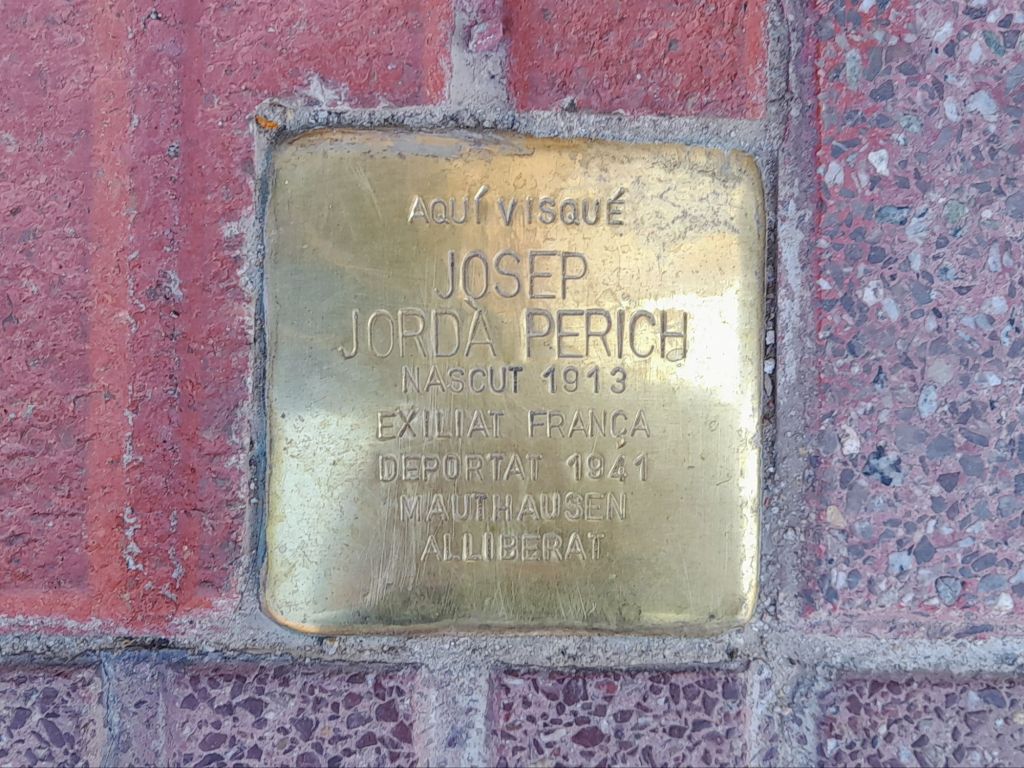 AQUÍ VISQUÉ
JOSEP
JORDÀ PERICH
NASCUT 1913
EXILIAT FRANÇA
DEPORTAT 1941
MAUTHAUSEN
ALLIBERAT